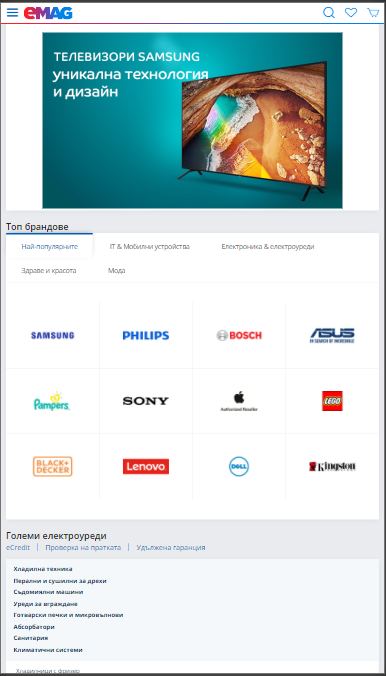 eMAG
ТЕЛЕВИЗОРИ SAMSUNG
уникална технология
и дизайн
Топ брандове
Най-популярните
IT & Мобилни устройства
Електроника & електроуреди
Здраве и красота
Мода
SAMSUNG
PHILIPS
BOSCH
ASUS
IN SEARCH OF INCREDIBLE
Pampers
SONY
Authorized Reseller
LEGO
BLACK+
DECKER
Lenovo
DELL
Kingston
Големи електроуреди
eCredit
Проверка на пратката
Удължена гаранция
Хладилна техника
Перални и сушилни за дрехи
Съдомиялни машини
Уреди за вграждане
Готварски печки и микровълнови
Абсорбатори
Санитария
Климатични системи
Хладилници с фризер